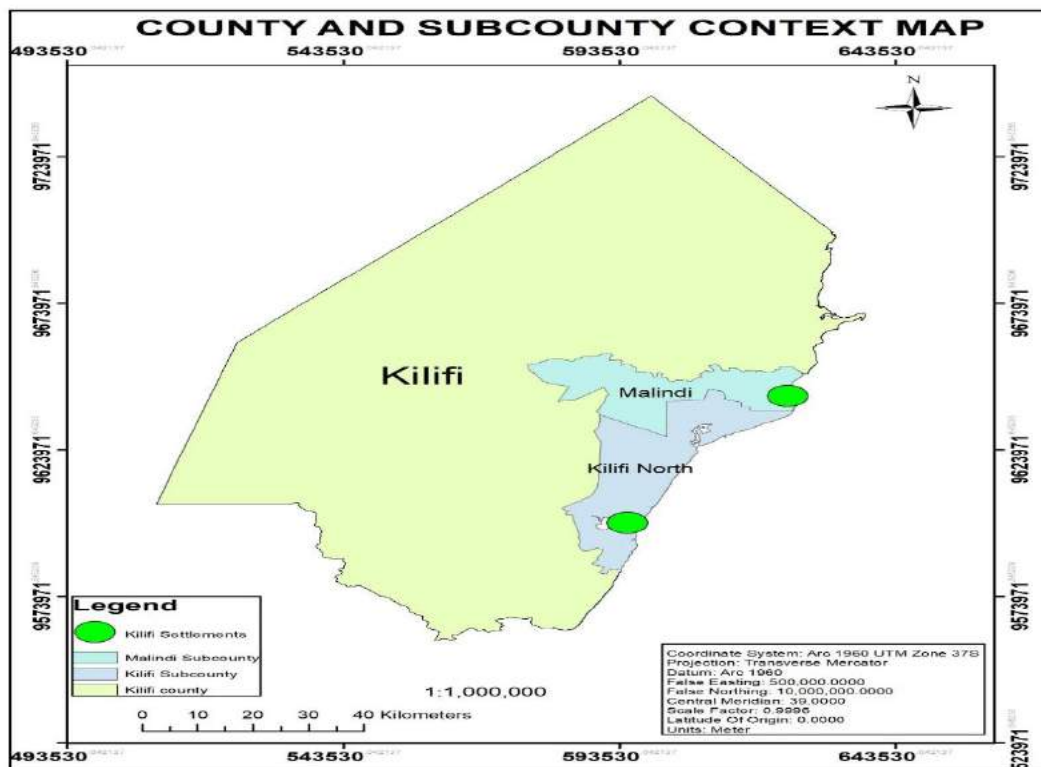 COUNTY AND SUBCOUNTY CONTEXT MAP
493530 543530 593530 643530
N
9723971 9723971
9673971 9673971
Kilifi
Malindi
9623971 9623971
Kilifi North
9573971 9573971
Legend
Kilifi Settlements
Malindi Subcounty
Kilifi Subcounty
Kilifi county
1:1,000,000
0 5 10 20 30 40 Kilometers
Coordinate System: Arc 1960 UTM Zone 37S
Projection: Transverse Mercator
Datum: Arc 1960
False Easting: 500,000.0000
False Northing: 10,000,000.0000
Central Meridian: 39.0000
Scale Factor: 0.9996
Latitude Of Origin: 0.0000
Units: Meter
523971
493530 543530 593530 643530